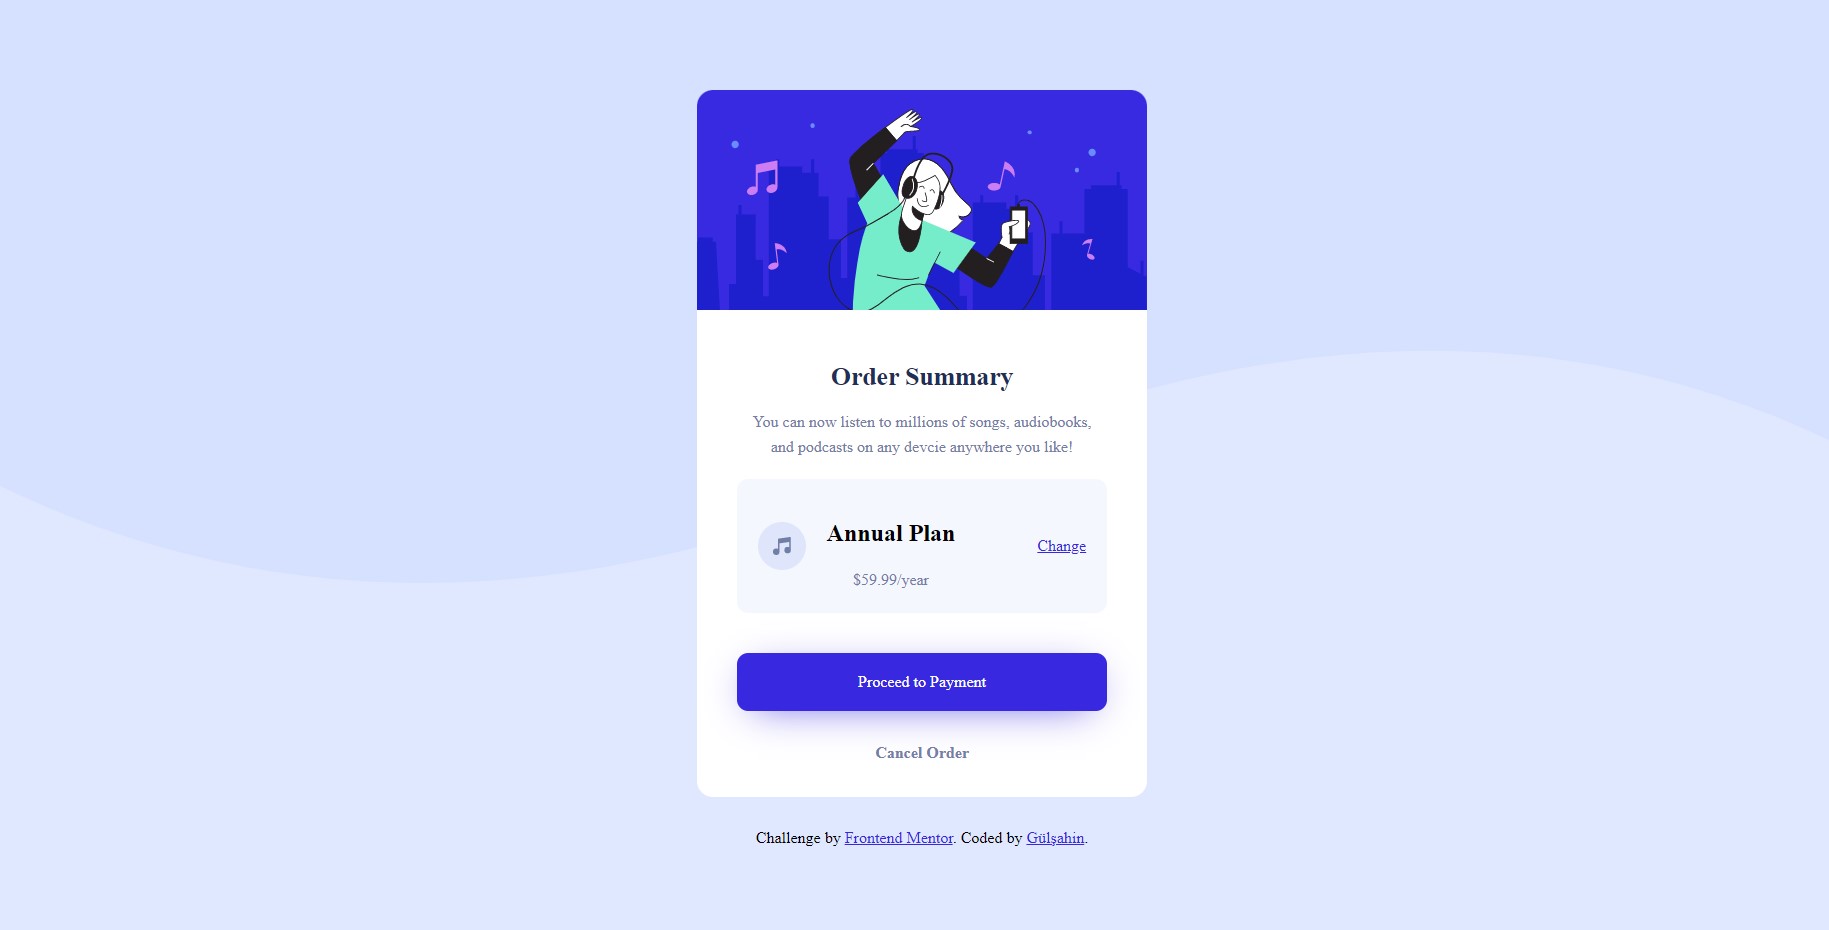 Order Summary
You can now listen to millions of songs, audiobooks,
and podcasts on any devcie anywhere you like!
Annual Plan
Change
$59.99/year
Proceed to Payment
Cancel Order
Challenge by Frontend Mentor. Coded by Gülşahin.